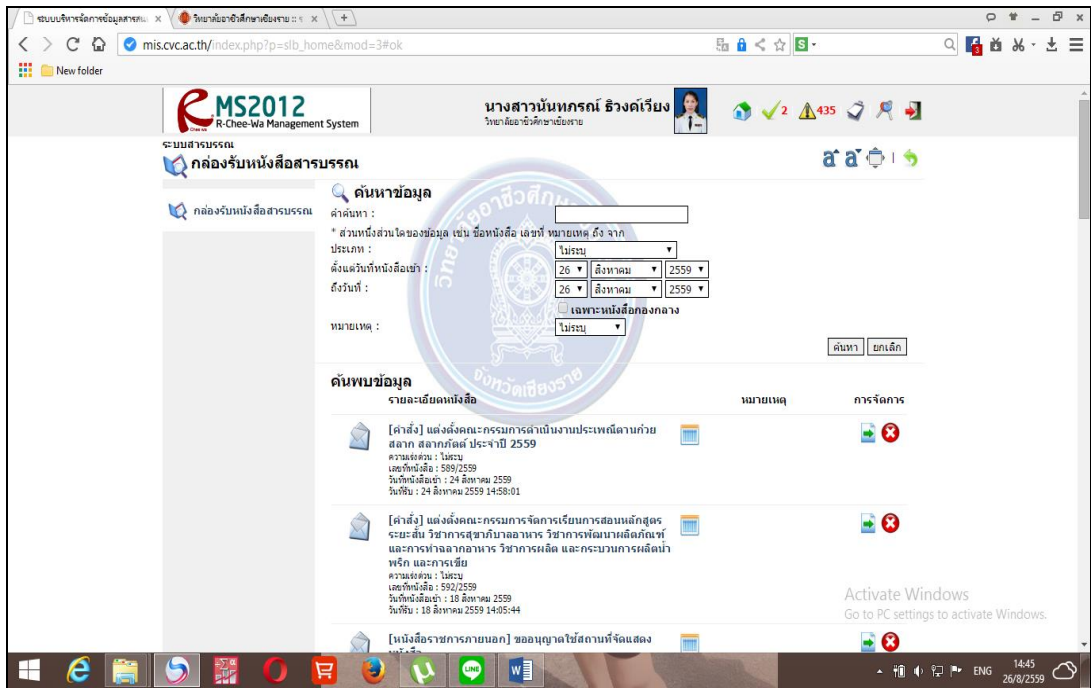 ระบบบริหารจัดการข้อมูลสารสน
วิทยาลัยอาชีวศึกษาเชียงราย ::
mis.cvc.ac.th/index.php?p=slb_home&mod=3#ok
New folder
RMS2012
R-Chee-Wa Management System
นางสาวนันทภรณ์ ธิวงค์เวียง
วิทยาลัยอาชีวศึกษาเชียงราย
2
435
ระบบสารบรรณ
กล่องรับหนังสือสารบรรณ
กล่องรับหนังสือสารบรรณ
ค้นหาข้อมูล
คำค้นหา :
* ส่วนหนึ่งส่วนใดของข้อมูล เช่น ชื่อหนังสือ เลขที่ หมายเหตุ ถึง จาก
ประเภท : ไม่ระบุ
ตั้งแต่วันที่หนังสือเข้า : 26 สิงหาคม 2559
ถึงวันที่ : 26 สิงหาคม 2559
เฉพาะหนังสือกองกลาง
หมายเหตุ : ไม่ระบุ
ค้นหา ยกเลิก
วิทยาลัยอาชีวศึกษาเชียงราย
จังหวัดเชียงราย
ค้นพบข้อมูล
รายละเอียดหนังสือ หมายเหตุ การจัดการ
[คำสั่ง] แต่งตั้งคณะกรรมการดำเนินงานประเพณีตานก๋วย
สลาก สลากภัตต์ ประจำปี 2559
ความเร่งด่วน : ไม่ระบุ
เลขที่หนังสือ : 589/2559
วันที่หนังสือเข้า : 24 สิงหาคม 2559
วันที่รับ : 24 สิงหาคม 2559 14:58:01
[คำสั่ง] แต่งตั้งคณะกรรมการจัดการเรียนการสอนหลักสูตร
ระยะสั้น วิชาการสุขาภิบาลอาหาร วิชาการพัฒนาผลิตภัณฑ์
และการทำฉลากอาหาร วิชาการผลิต และกระบวนการผลิตน้ำ
พริก และการเขีย
ความเร่งด่วน : ไม่ระบุ
เลขที่หนังสือ : 592/2559
วันที่หนังสือเข้า : 18 สิงหาคม 2559
วันที่รับ : 18 สิงหาคม 2559 14:05:44
[หนังสือราชการภายนอก] ขออนุญาตใช้สถานที่จัดแสดง
Activate Windows
Go to PC settings to activate Windows.
ENG
14:45
26/8/2559